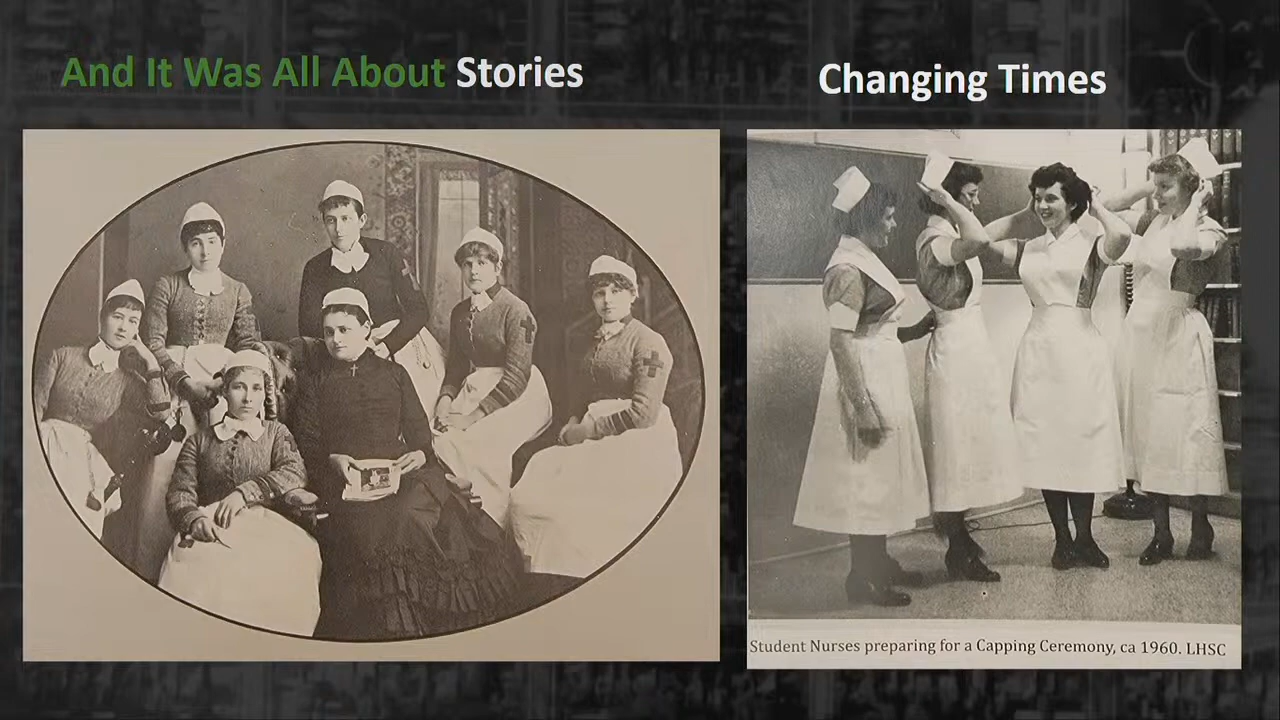 And It Was All About Stories
Changing Times
Student Nurses preparing for a Capping Ceremony, ca 1960. LHSC